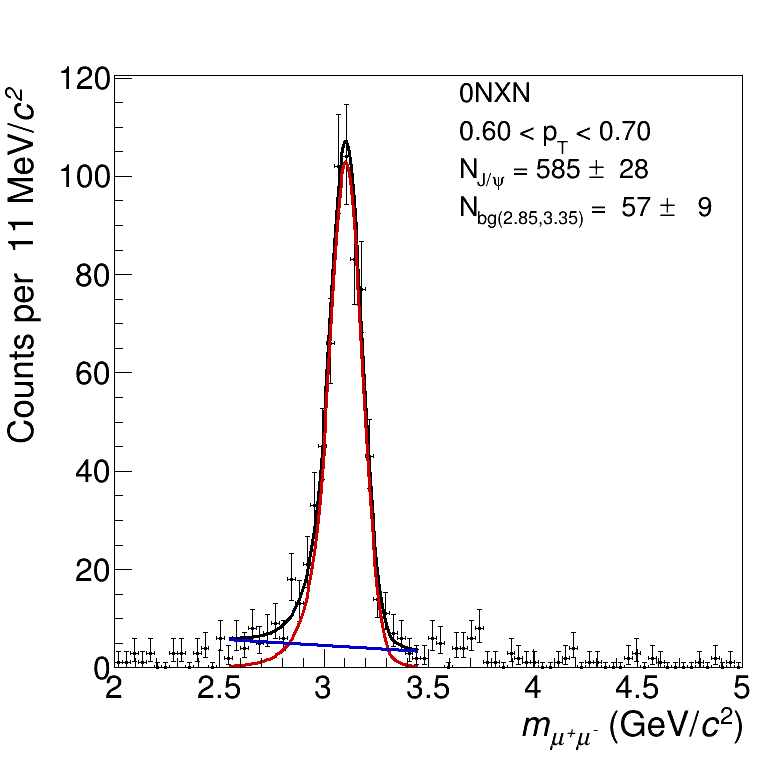 Counts per 11 MeV/c²
120
100
80
60
40
20
0
0NXN
0.60 < p_T < 0.70
N_J/ψ = 585 ± 28
N_bg(2.85,3.35) = 57 ± 9
2 2.5 3 3.5 4 4.5 5
m_μ⁺μ⁻ (GeV/c²)